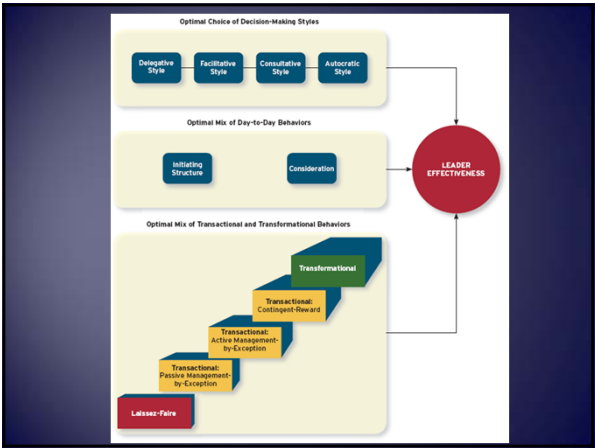 Optimal Choice of Decision-Making Styles
Delegative
Style
Facilitative
Style
Consultative
Style
Autocratic
Style
Optimal Mix of Day-to-Day Behaviors
Initiating
Structure
Consideration
LEADER
EFFECTIVENESS
Optimal Mix of Transactional and Transformational Behaviors
Transformational
Transactional:
Contingent-Reward
Transactional:
Active Management-
by-Exception
Transactional:
Passive Management-
by-Exception
Laissez-Faire